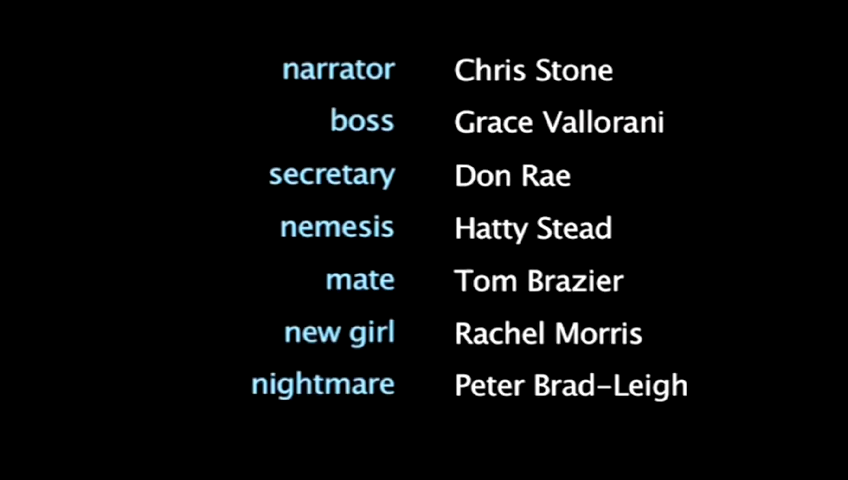 narrator Chris Stone
boss Grace Vallorani
secretary Don Rae
nemesis Hatty Stead
mate Tom Brazier
new girl Rachel Morris
nightmare Peter Brad-Leigh